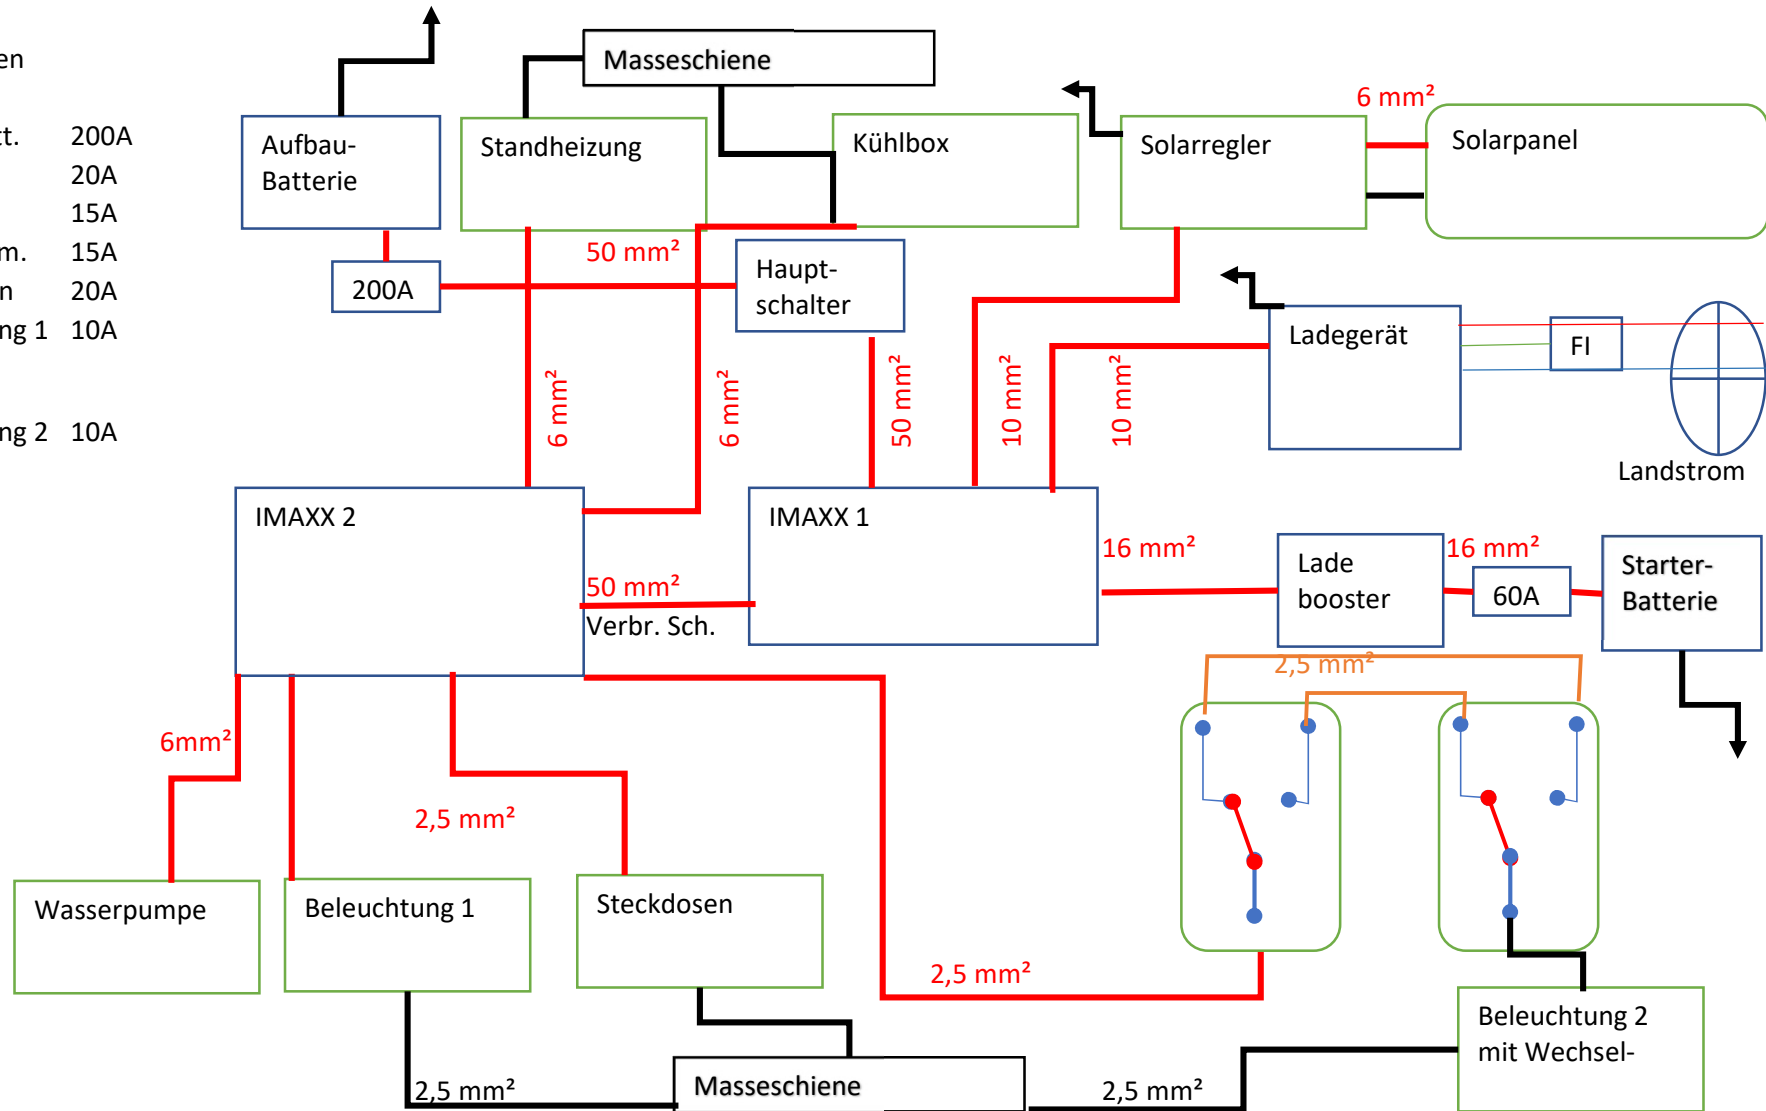 en
Masseschiene
6 mm²
tt. 200A
20A
15A
m. 15A
n 20A
ng 1 10A
ng 2 10A
Aufbau-
Batterie
Standheizung
Kühlbox
Solarregler
Solarpanel
50 mm²
200A
Haupt-
schalter
Ladegerät
FI
Landstrom
6 mm²
6 mm²
50 mm²
10 mm²
10 mm²
IMAXX 2
IMAXX 1
16 mm²
Lade
booster
16 mm²
60A
Starter-
Batterie
50 mm²
Verbr. Sch.
2,5 mm²
6mm²
2,5 mm²
Wasserpumpe
Beleuchtung 1
Steckdosen
2,5 mm²
Beleuchtung 2
mit Wechsel-
2,5 mm²
Masseschiene
2,5 mm²